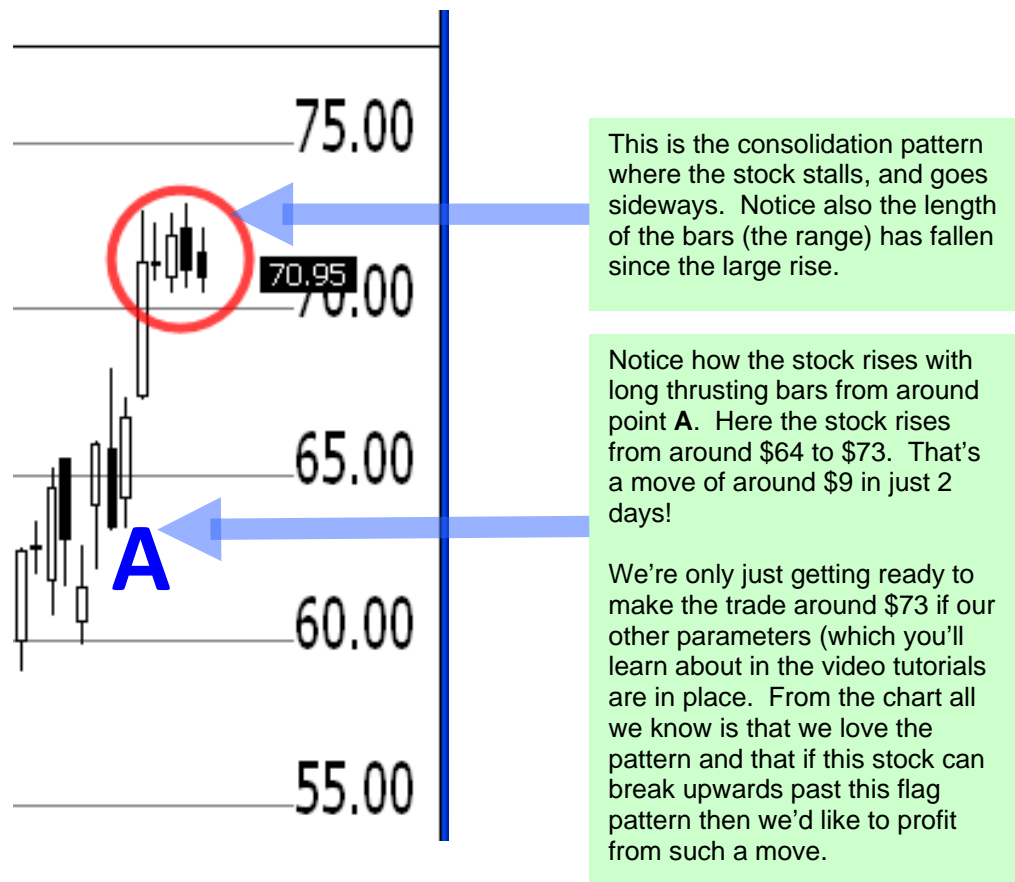 75.00
This is the consolidation pattern
where the stock stalls, and goes
sideways. Notice also the length
of the bars (the range) has fallen
since the large rise.
70.95
70.00
Notice how the stock rises with
long thrusting bars from around
point A. Here the stock rises
from around $64 to $73. That's
a move of around $9 in just 2
days!
65.00
A
We're only just getting ready to
make the trade around $73 if our
other parameters (which you'll
learn about in the video tutorials
are in place. From the chart all
we know is that we love the
pattern and that if this stock can
break upwards past this flag
pattern then we'd like to profit
from such a move.
60.00
55.00